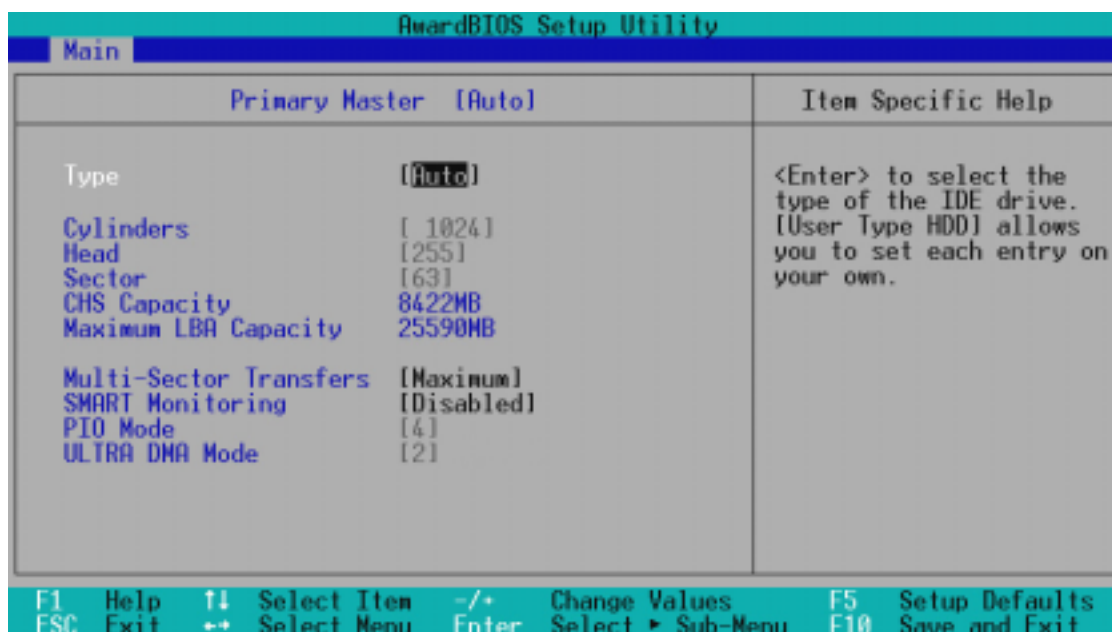 AwardBIOS Setup Utility
Main
Primary Master [Auto]
Item Specific Help
Type [Auto]
Cylinders [ 1024]
Head [255]
Sector [63]
CHS Capacity 8422MB
Maximum LBA Capacity 25590MB
Multi-Sector Transfers [Maximum]
SMART Monitoring [Disabled]
PIO Mode [4]
ULTRA DMA Mode [2]
<Enter> to select the
type of the IDE drive.
[User Type HDD] allows
you to set each entry on
your own.
F1 Help ↑↓ Select Item -/+ Change Values F5 Setup Defaults
ESC Exit ←→ Select Menu Enter Select ► Sub-Menu F10 Save and Exit